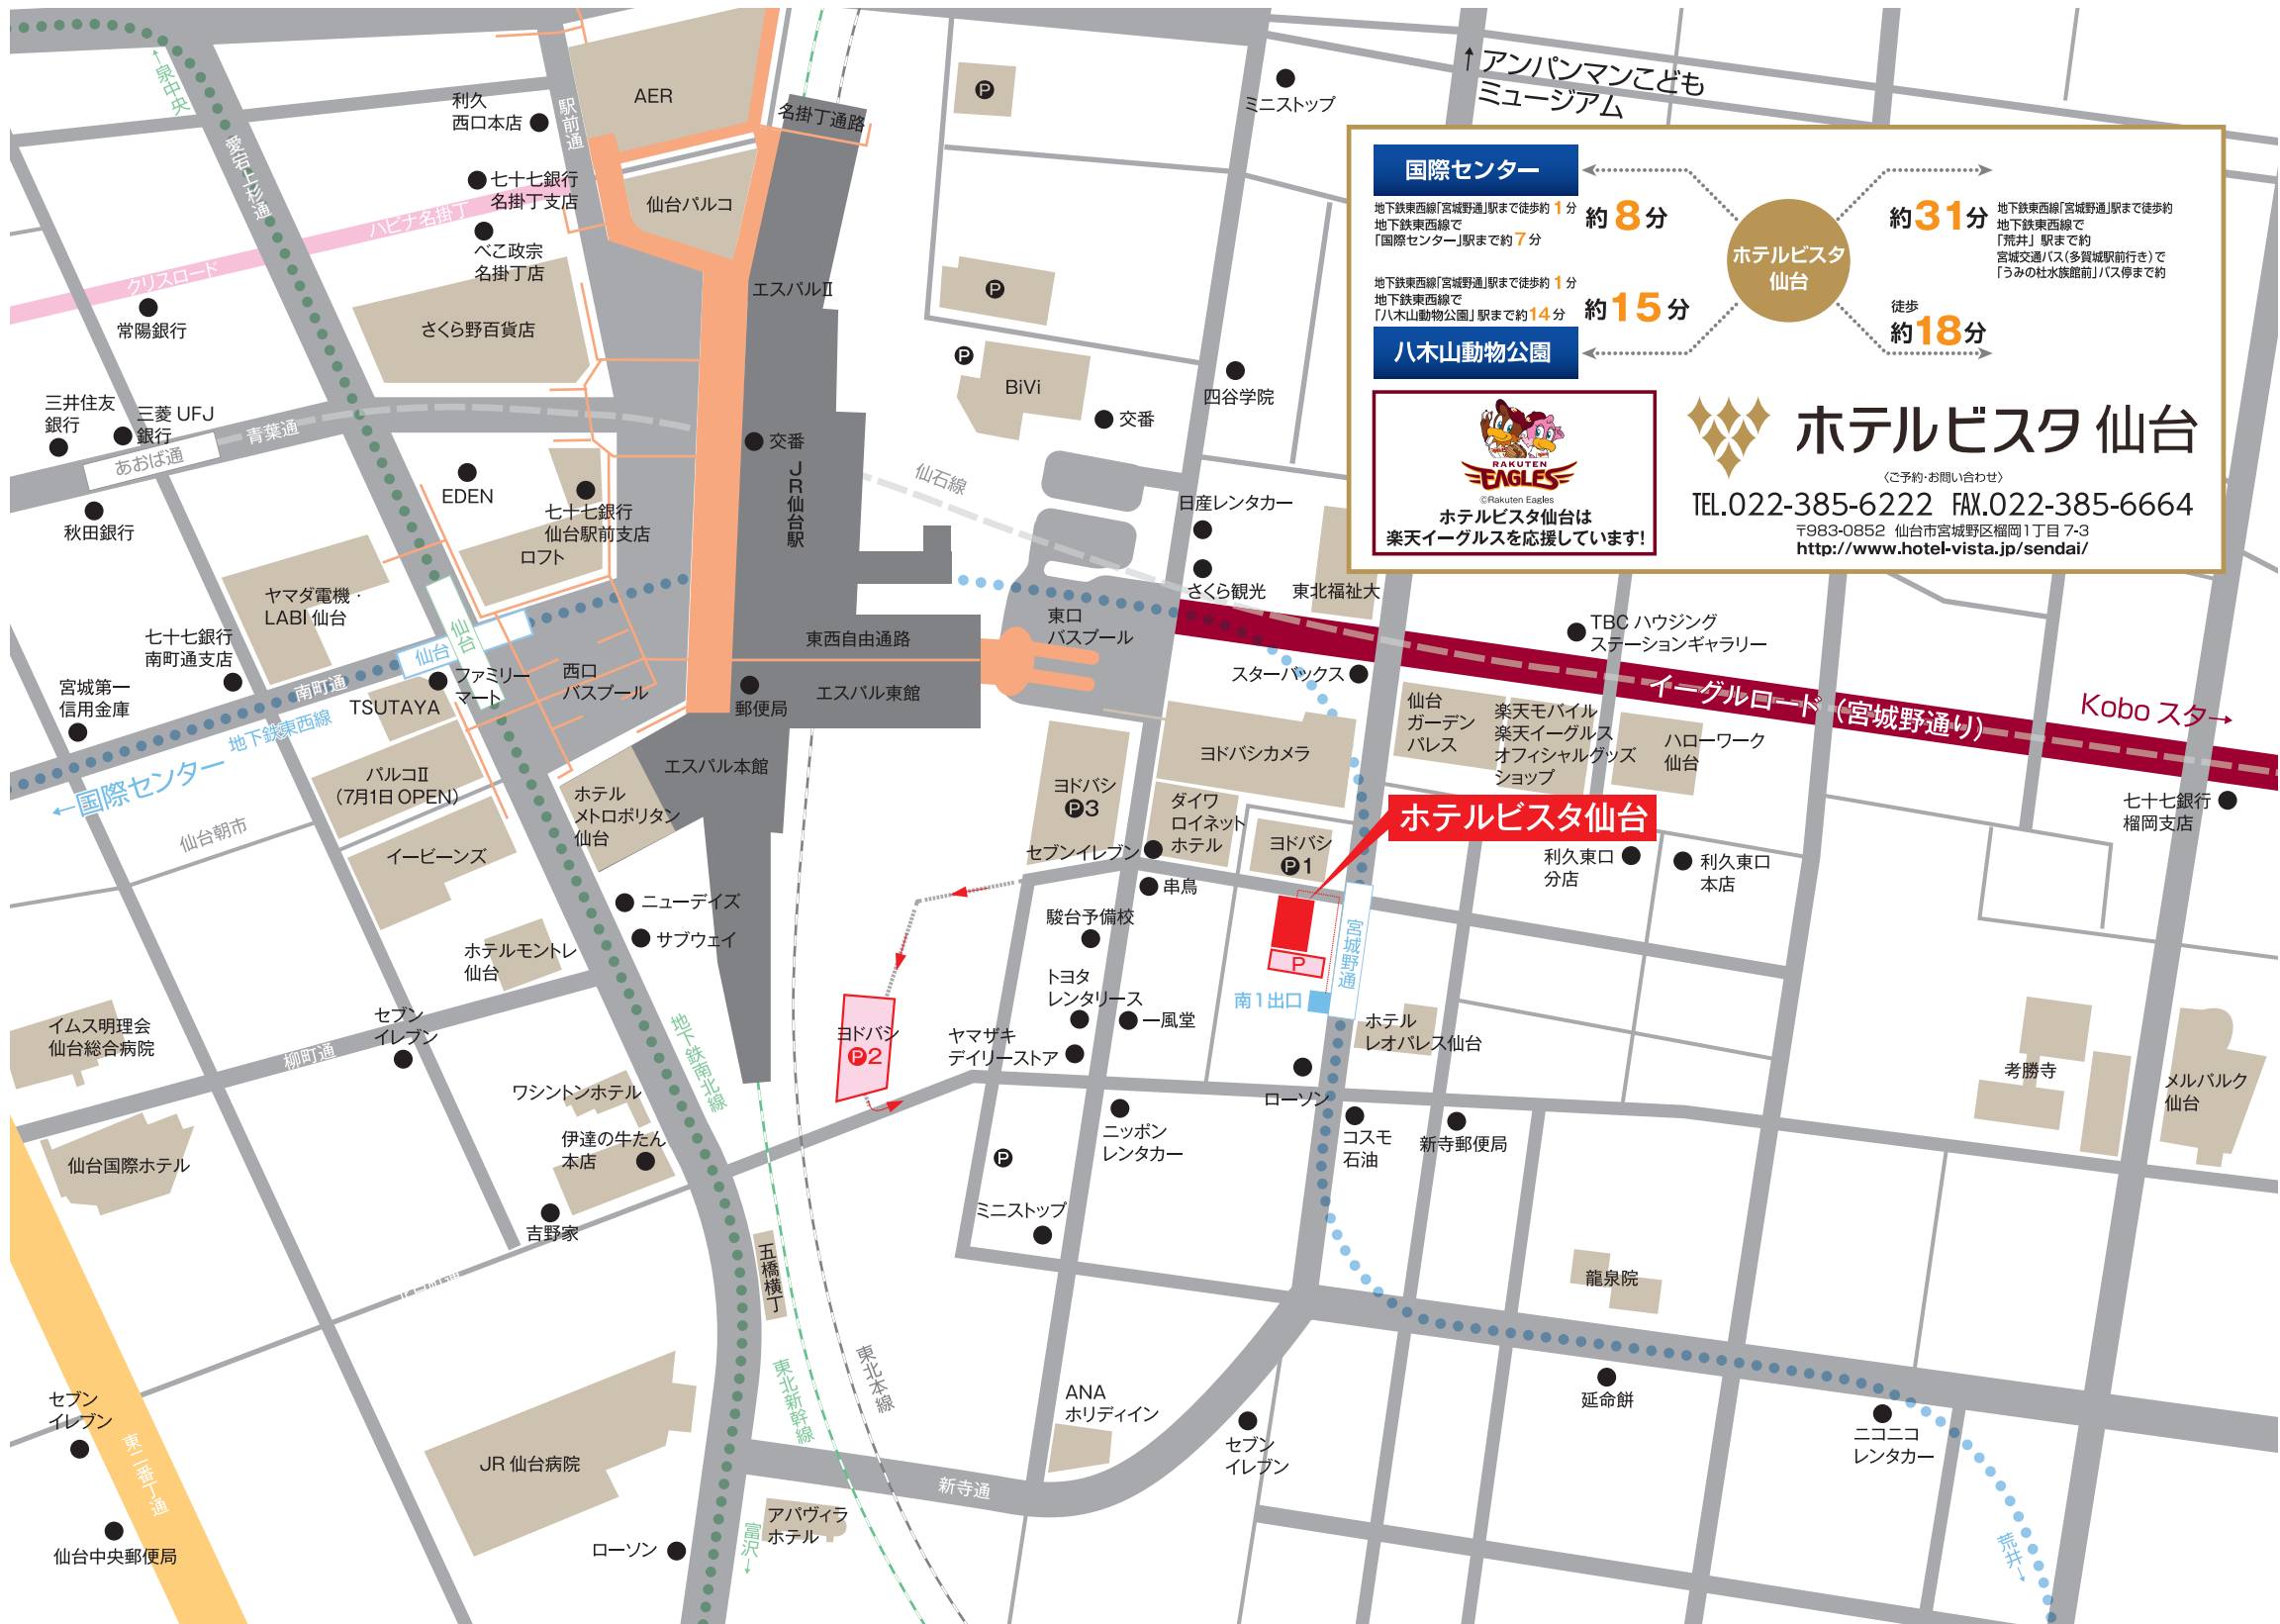 ←泉中央
愛宕上杉通
利久
西口本店
駅前通
AER
名掛丁通路
七十七銀行
名掛丁支店
ハピナ名掛丁
仙台パルコ
べこ政宗
名掛丁店
クリスロード
常陽銀行
さくら野百貨店
エスパルⅡ
三井住友
銀行
三菱 UFJ
銀行
青葉通
あおば通
秋田銀行
EDEN
七十七銀行
仙台駅前支店
ロフト
交番
JR仙台駅
ヤマダ電機・
LABI 仙台
仙台
仙台
七十七銀行
南町通支店
南町通
宮城第一
信用金庫
TSUTAYA
ファミリー
マート
西口
バスプール
地下鉄東西線
←国際センター
パルコⅡ
(7月1日 OPEN)
仙台朝市
イービーンズ
ホテル
メトロポリタン
仙台
エスパル本館
郵便局
東西自由通路
エスパル東館
ニューデイズ
サブウェイ
ホテルモントレ
仙台
イムス明理会
仙台総合病院
セブン
イレブン
柳町通
地下鉄南北線
ワシントンホテル
伊達の牛たん
本店
仙台国際ホテル
吉野家
五橋横丁
セブン
イレブン
東二番丁通
仙台中央郵便局
JR 仙台病院
ローソン
富沢→
アパヴィラ
ホテル
東北新幹線
東北本線
新寺通
P
P
P
BiVi
交番
ミニストップ
四谷学院
仙石線
日産レンタカー
さくら観光
東北福祉大
東口
バスプール
スターバックス
TBC ハウジング
ステーションギャラリー
イーグルロード(宮城野通り)
Kobo スタ→
ヨドバシカメラ
仙台
ガーデン
パレス
楽天モバイル
楽天イーグルス
オフィシャルグッズ
ショップ
ハローワーク
仙台
七十七銀行
榴岡支店
ヨドバシ
P3
ダイワ
ロイネット
ホテル
ヨドバシ
P1
ホテルビスタ仙台
セブンイレブン
串鳥
利久東口
分店
利久東口
本店
駿台予備校
宮城野通
P
南1出口
トヨタ
レンタリース
一風堂
ヨドバシ
P2
ヤマザキ
デイリーストア
ホテル
レオパレス仙台
ローソン
考勝寺
メルパルク
仙台
ニッポン
レンタカー
コスモ
石油
新寺郵便局
P
ミニストップ
龍泉院
ANA
ホリディイン
セブン
イレブン
延命餅
ニコニコ
レンタカー
荒井→
↑アンパンマンこども
ミュージアム
国際センター
地下鉄東西線「宮城野通」駅まで徒歩約 1 分
地下鉄東西線で
「国際センター」駅まで約 7 分
約 8 分
地下鉄東西線「宮城野通」駅まで徒歩約 1 分
地下鉄東西線で
「八木山動物公園」駅まで約 14 分
約 15 分
八木山動物公園
ホテルビスタ
仙台
約31分
地下鉄東西線「宮城野通」駅まで徒歩約
地下鉄東西線で
「荒井」駅まで約
宮城交通バス(多賀城駅前行き)で
「うみの杜水族館前」バス停まで約
徒歩
約18分
RAKUTEN
EAGLES
©Rakuten Eagles
ホテルビスタ仙台は
楽天イーグルスを応援しています!
ホテルビスタ 仙台
〈ご予約・お問い合わせ〉
TEL.022-385-6222 FAX.022-385-6664
〒983-0852 仙台市宮城野区榴岡1丁目 7-3
http://www.hotel-vista.jp/sendai/